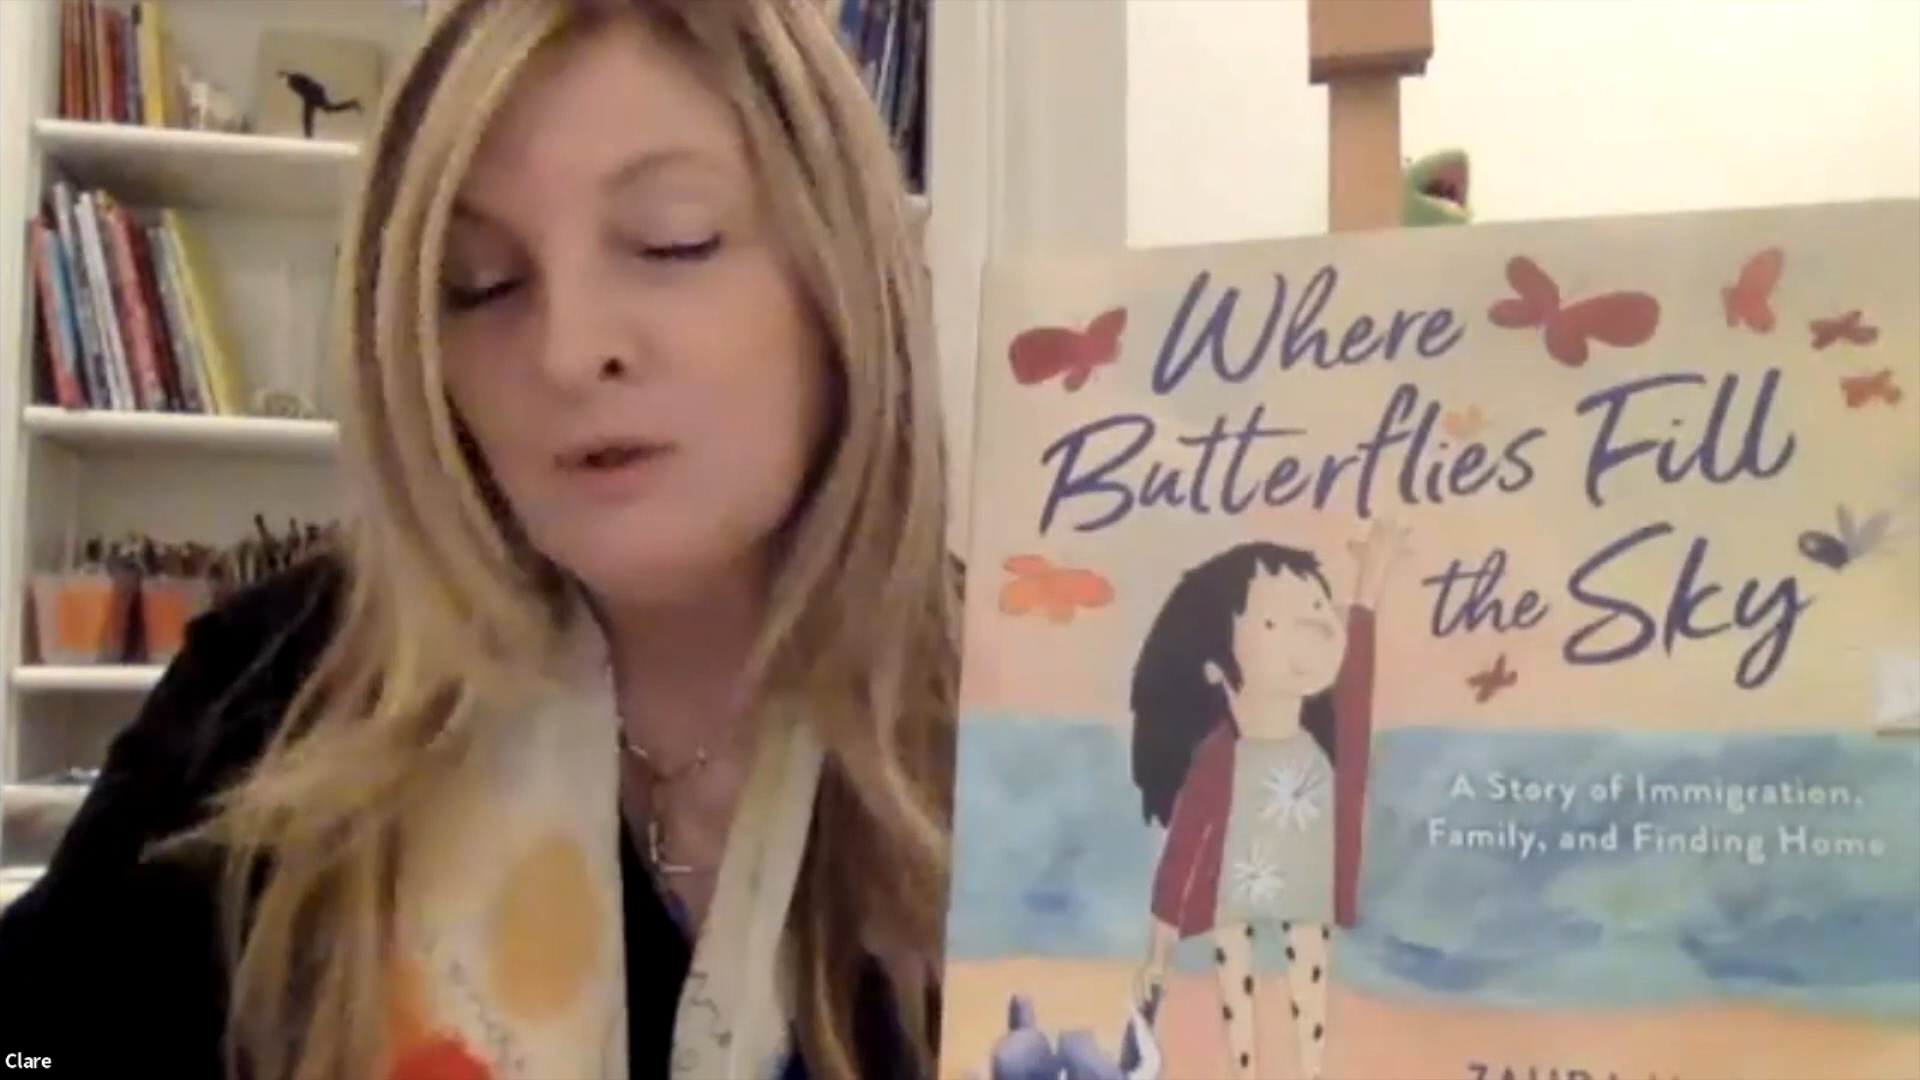 Where
Butterflies Fill
the Sky
A Story of Immigration,
Family, and Finding Home
Clare